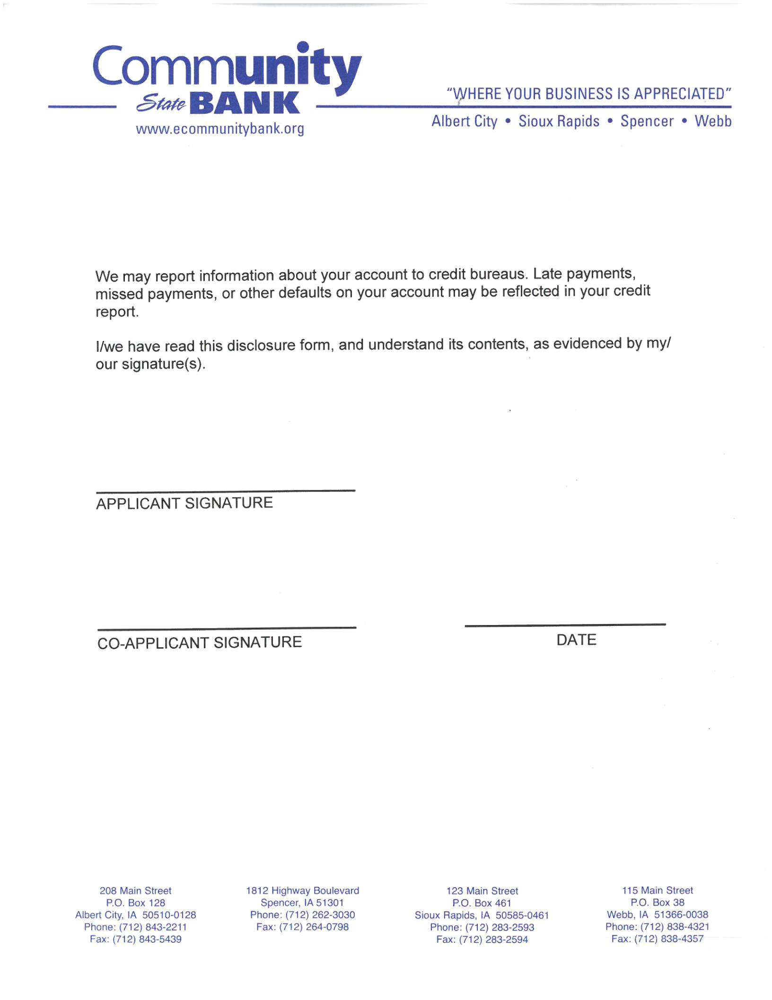 Community
State BANK
www.ecommunitybank.org
"WHERE YOUR BUSINESS IS APPRECIATED"
Albert City • Sioux Rapids • Spencer • Webb
We may report information about your account to credit bureaus. Late payments,
missed payments, or other defaults on your account may be reflected in your credit
report.
I/we have read this disclosure form, and understand its contents, as evidenced by my/
our signature(s).
APPLICANT SIGNATURE
CO-APPLICANT SIGNATURE
DATE
208 Main Street
P.O. Box 128
Albert City, IA 50510-0128
Phone: (712) 843-2211
Fax: (712) 843-5439
1812 Highway Boulevard
Spencer, IA 51301
Phone: (712) 262-3030
Fax: (712) 264-0798
123 Main Street
P.O. Box 461
Sioux Rapids, IA 50585-0461
Phone: (712) 283-2593
Fax: (712) 283-2594
115 Main Street
P.O. Box 38
Webb, IA 51366-0038
Phone: (712) 838-4321
Fax: (712) 838-4357